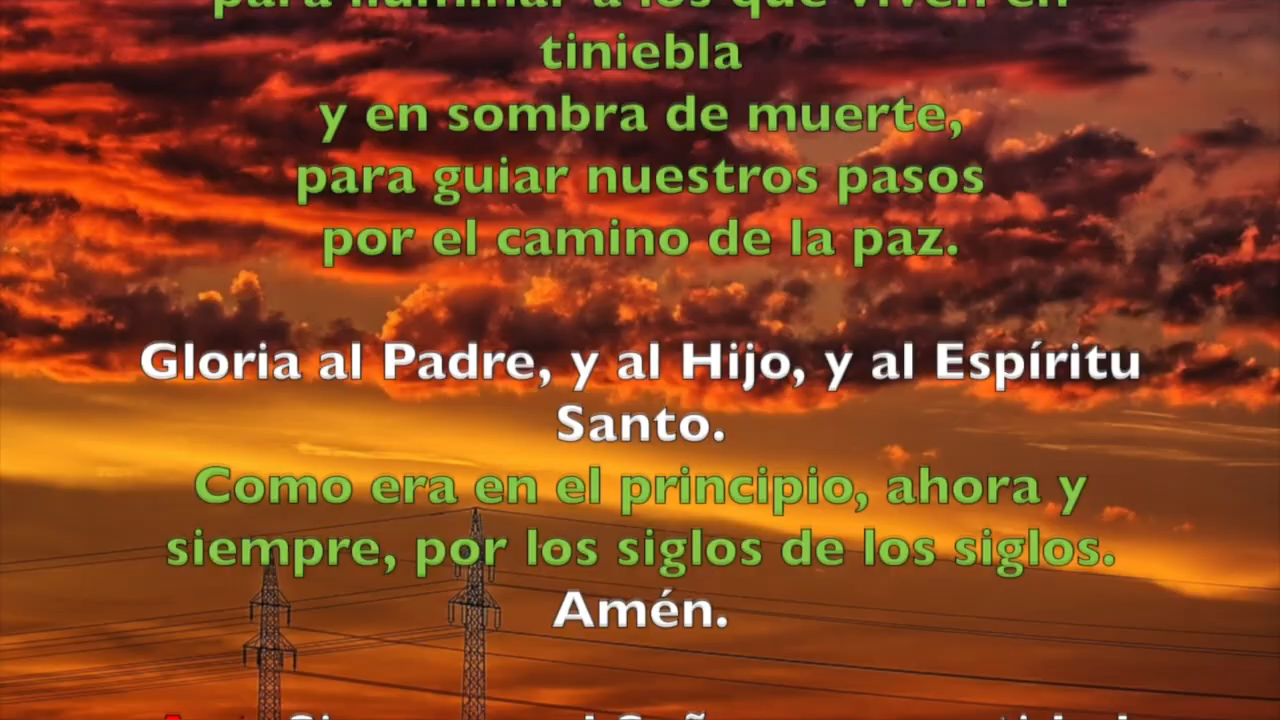 para iluminar a los que viven en
tiniebla
y en sombra de muerte,
para guiar nuestros pasos
por el camino de la paz.
Gloria al Padre, y al Hijo, y al Espíritu
Santo.
Como era en el principio, ahora y
siempre, por los siglos de los siglos.
Amén.